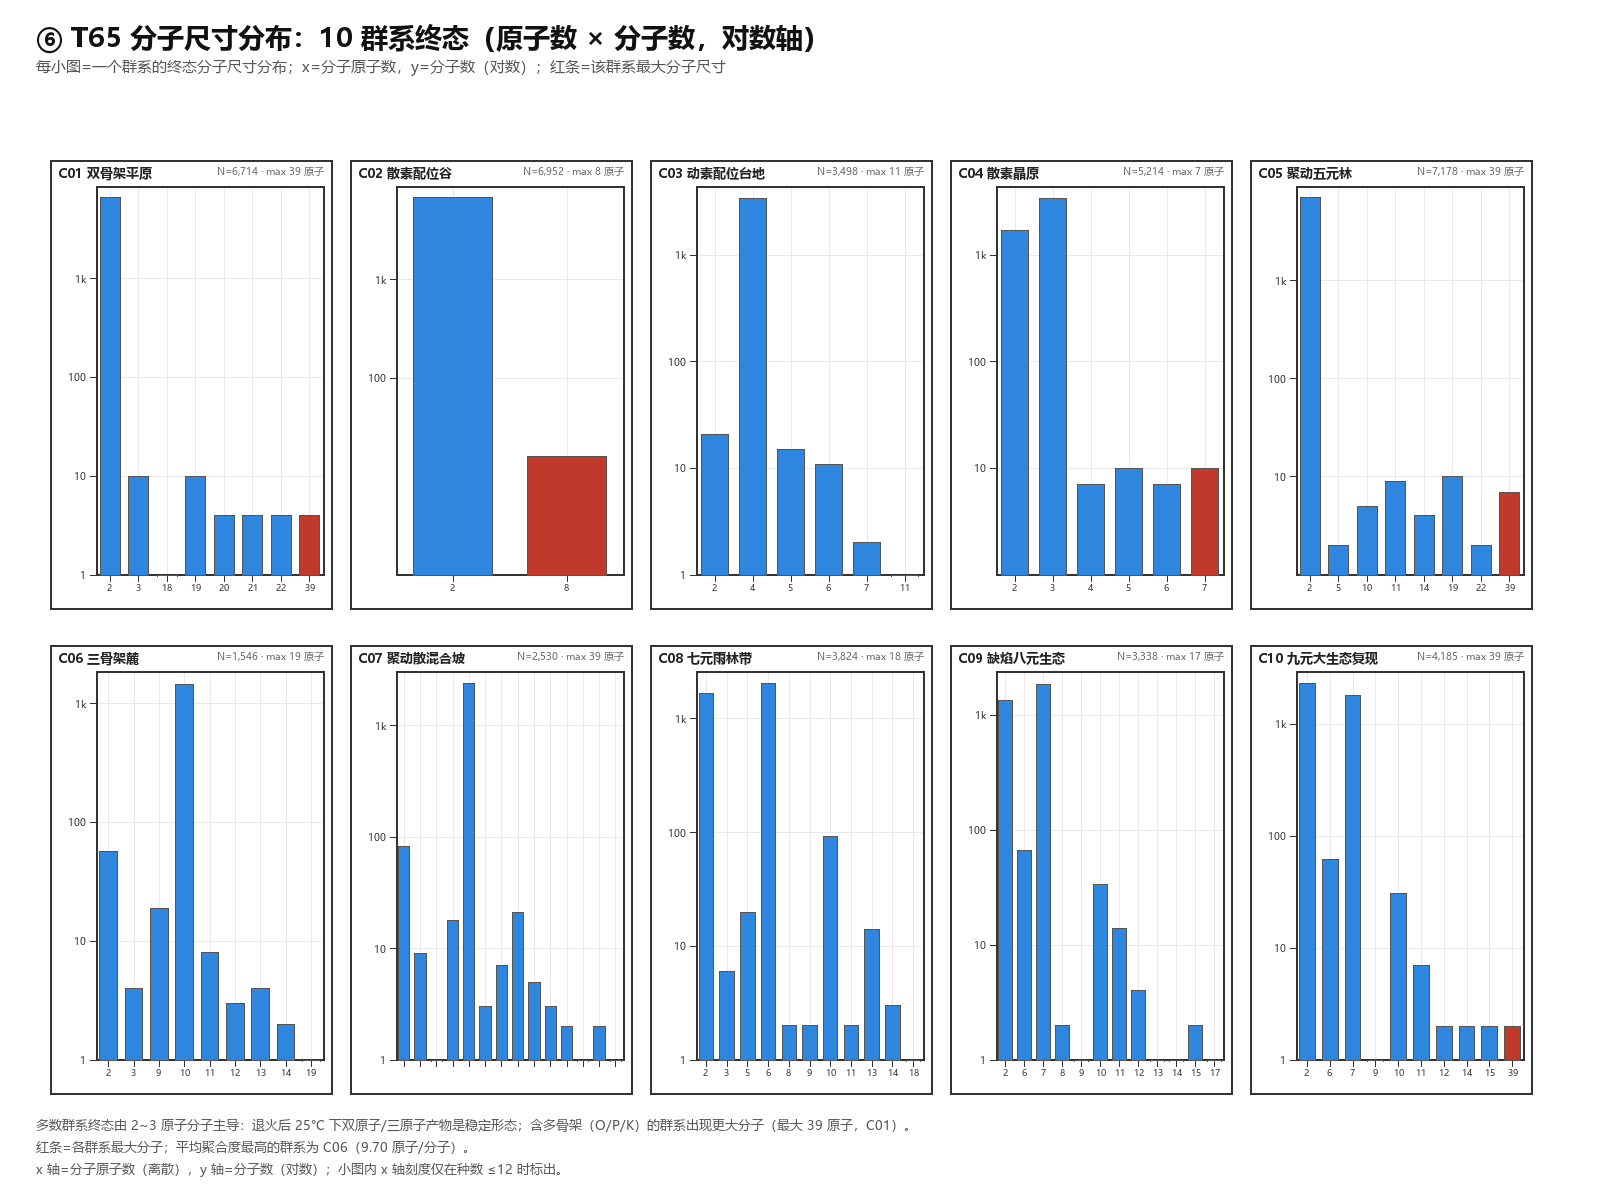 ⑥ T65 分子尺寸分布：10 群系终态（原子数 × 分子数，对数轴）
每小图=一个群系的终态分子尺寸分布；x=分子原子数，y=分子数（对数）；红条=该群系最大分子尺寸
C01 双骨架平原 N=6,714 · max 39 原子
1k
100
10
1
2 3 18 19 20 21 22 39
C02 散素配位谷 N=6,952 · max 8 原子
1k
100
2 8
C03 动素配位台地 N=3,498 · max 11 原子
1k
100
10
1
2 4 5 6 7 11
C04 散素晶原 N=5,214 · max 7 原子
1k
100
10
2 3 4 5 6 7
C05 聚动五元林 N=7,178 · max 39 原子
1k
100
10
2 5 10 11 14 19 22 39
C06 三骨架麓 N=1,546 · max 19 原子
1k
100
10
1
2 3 9 10 11 12 13 14 19
C07 聚动散混合坡 N=2,530 · max 39 原子
1k
100
10
1
C08 七元雨林带 N=3,824 · max 18 原子
1k
100
10
1
2 3 5 6 8 9 10 11 13 14 18
C09 缺焰八元生态 N=3,338 · max 17 原子
1k
100
10
1
2 6 7 8 9 10 11 12 13 14 15 17
C10 九元大生态复现 N=4,185 · max 39 原子
1k
100
10
1
2 6 7 9 10 11 12 14 15 39
多数群系终态由 2~3 原子分子主导：退火后 25°C 下双原子/三原子产物是稳定形态；含多骨架（O/P/K）的群系出现更大分子（最大 39 原子，C01）。
红条=各群系最大分子；平均聚合度最高的群系为 C06（9.70 原子/分子）。
x 轴=分子原子数（离散），y 轴=分子数（对数）；小图内 x 轴刻度仅在种数 ≤12 时标出。